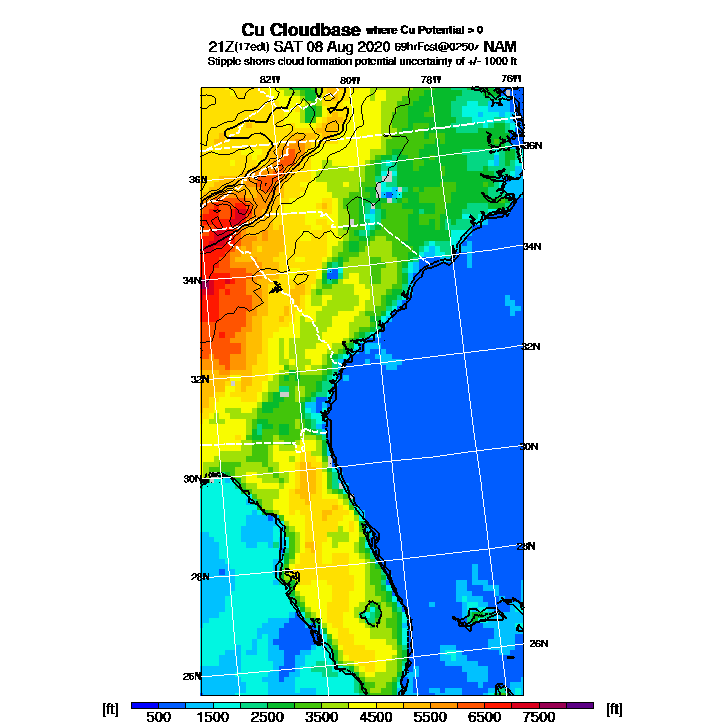 Cu Cloudbase where Cu Potential > 0
21Z(17edt) SAT 08 Aug 2020 69hrFcst@0250z NAM
Stipple shows cloud formation potential uncertainty of +/- 1000 ft
82W 80W 78W 76W
36N
36N
34N
34N
32N
32N
30N
30N
28N
28N
26N
26N
[ft] [ft]
500 1500 2500 3500 4500 5500 6500 7500